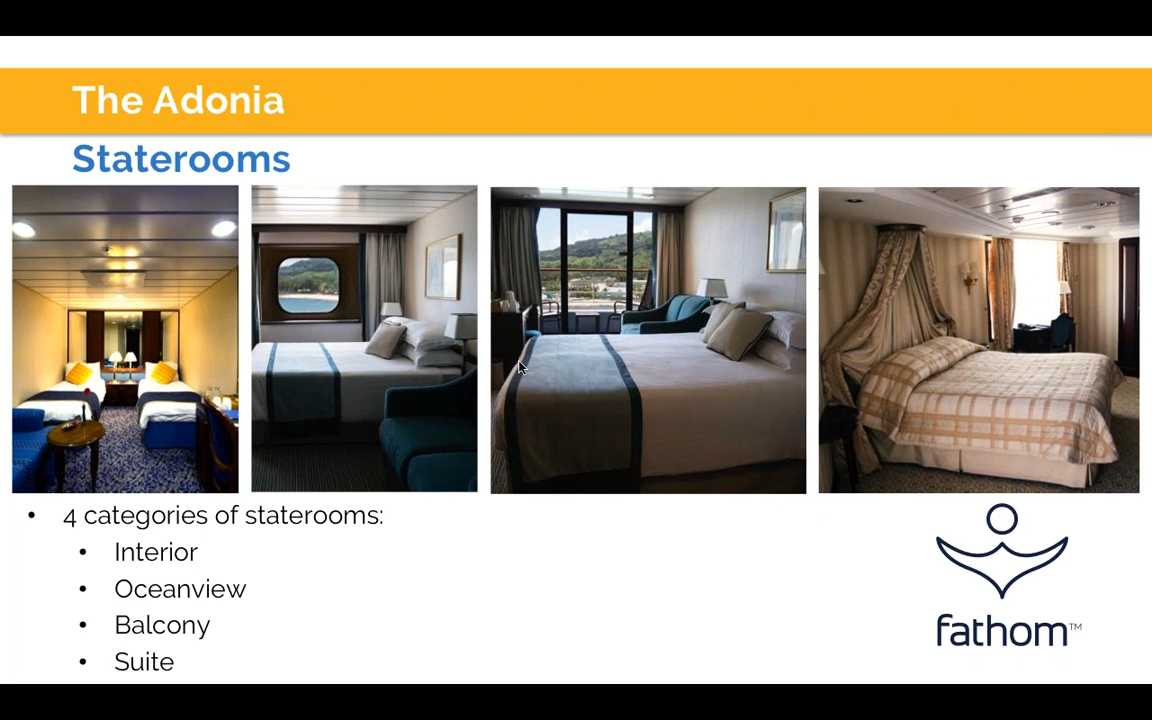 The Adonia
Staterooms
• 4 categories of staterooms:
• Interior
• Oceanview
• Balcony
• Suite
fathom™